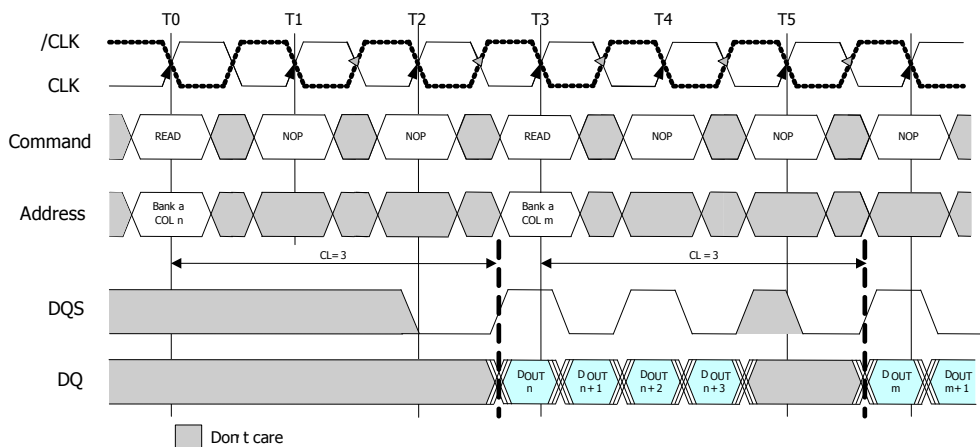 T0 T1 T2 T3 T4 T5
/CLK
CLK
Command READ NOP NOP READ NOP NOP NOP
Address Bank a COL n Bank a COL m
CL= 3 CL = 3
DQS
DQ DOUT n DOUT n + 1 DOUT n + 2 DOUT n + 3 DOUT m DOUT m + 1
Don't care